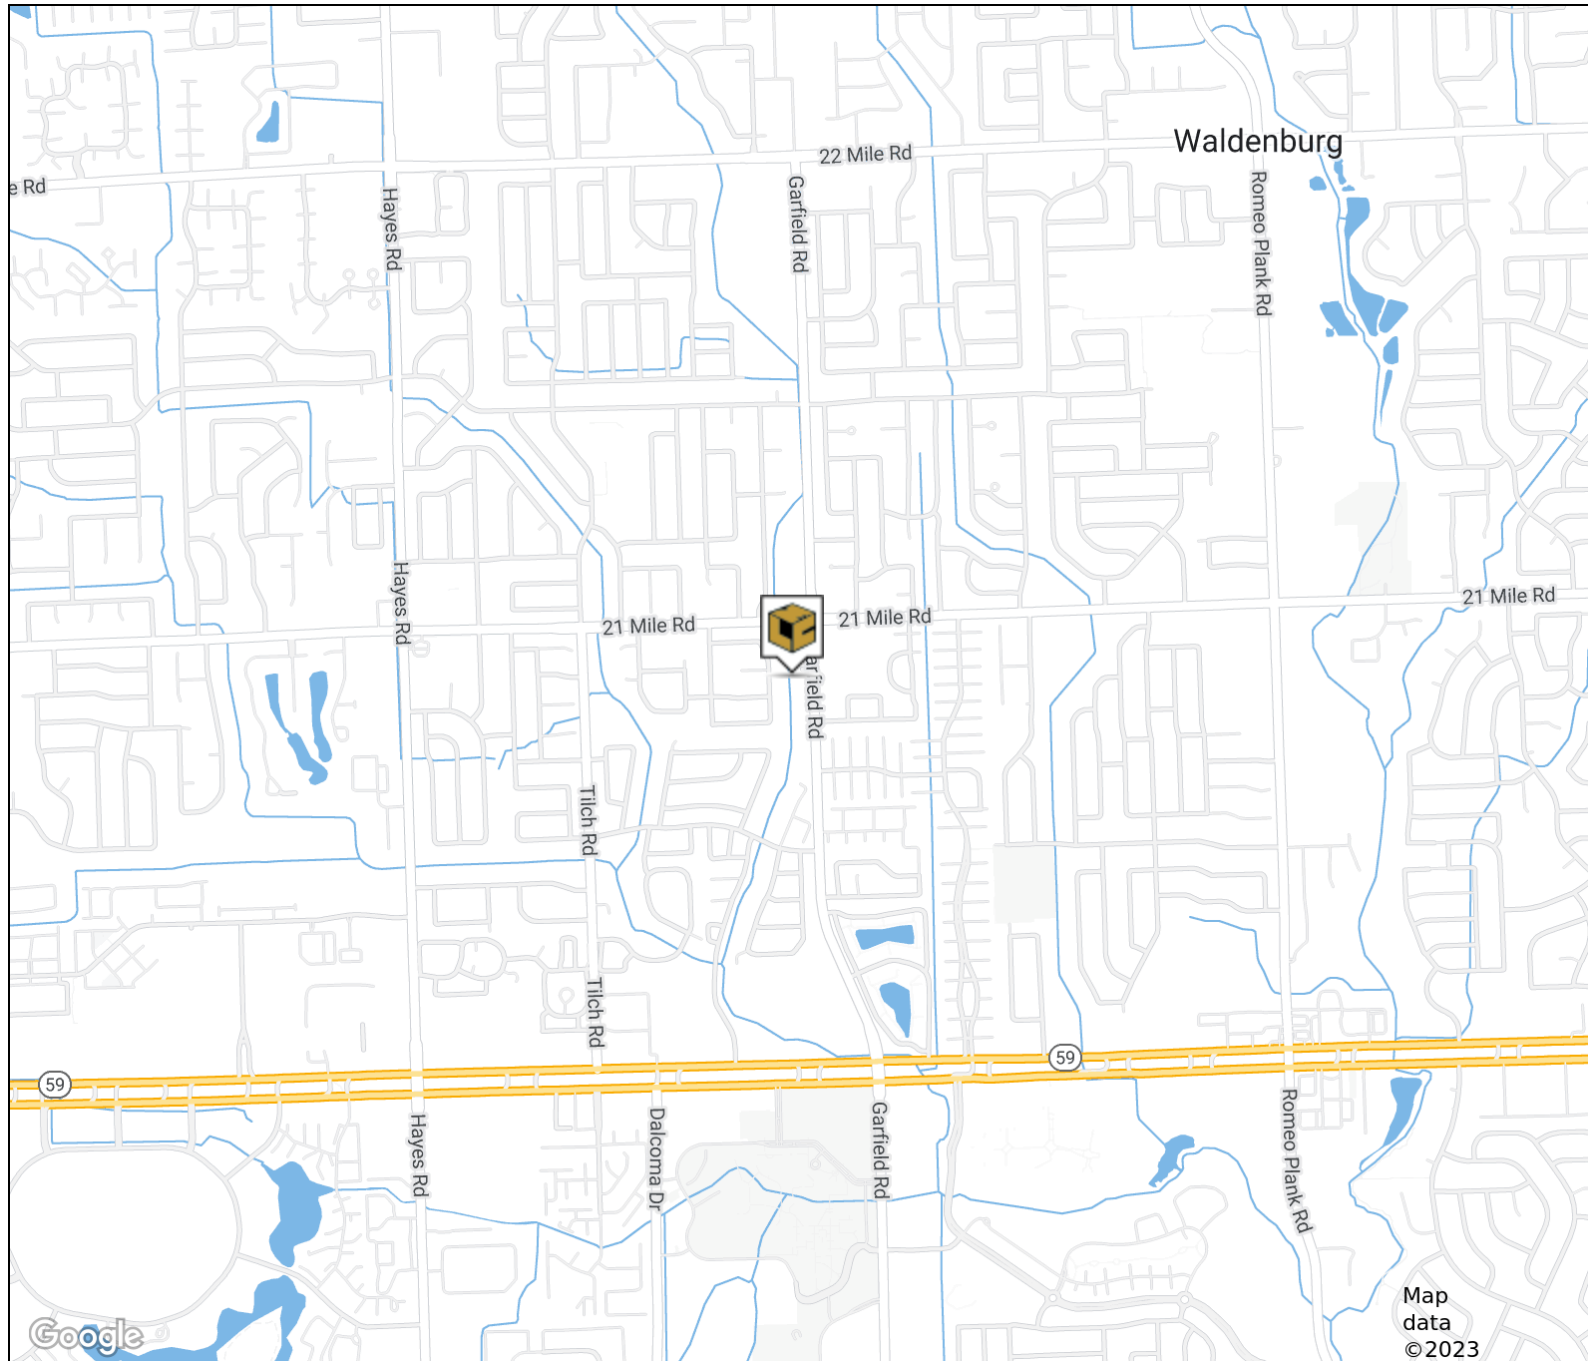 Waldenburg
22 Mile Rd
e Rd
Hayes Rd
Garfield Rd
Romeo Plank Rd
Hayes Rd
21 Mile Rd
21 Mile Rd
21 Mile Rd
arfield Rd
Tilch Rd
Tilch Rd
59
59
Hayes Rd
Dalcoma Dr
Garfield Rd
Romeo Plank Rd
Google
Map
data
©2023